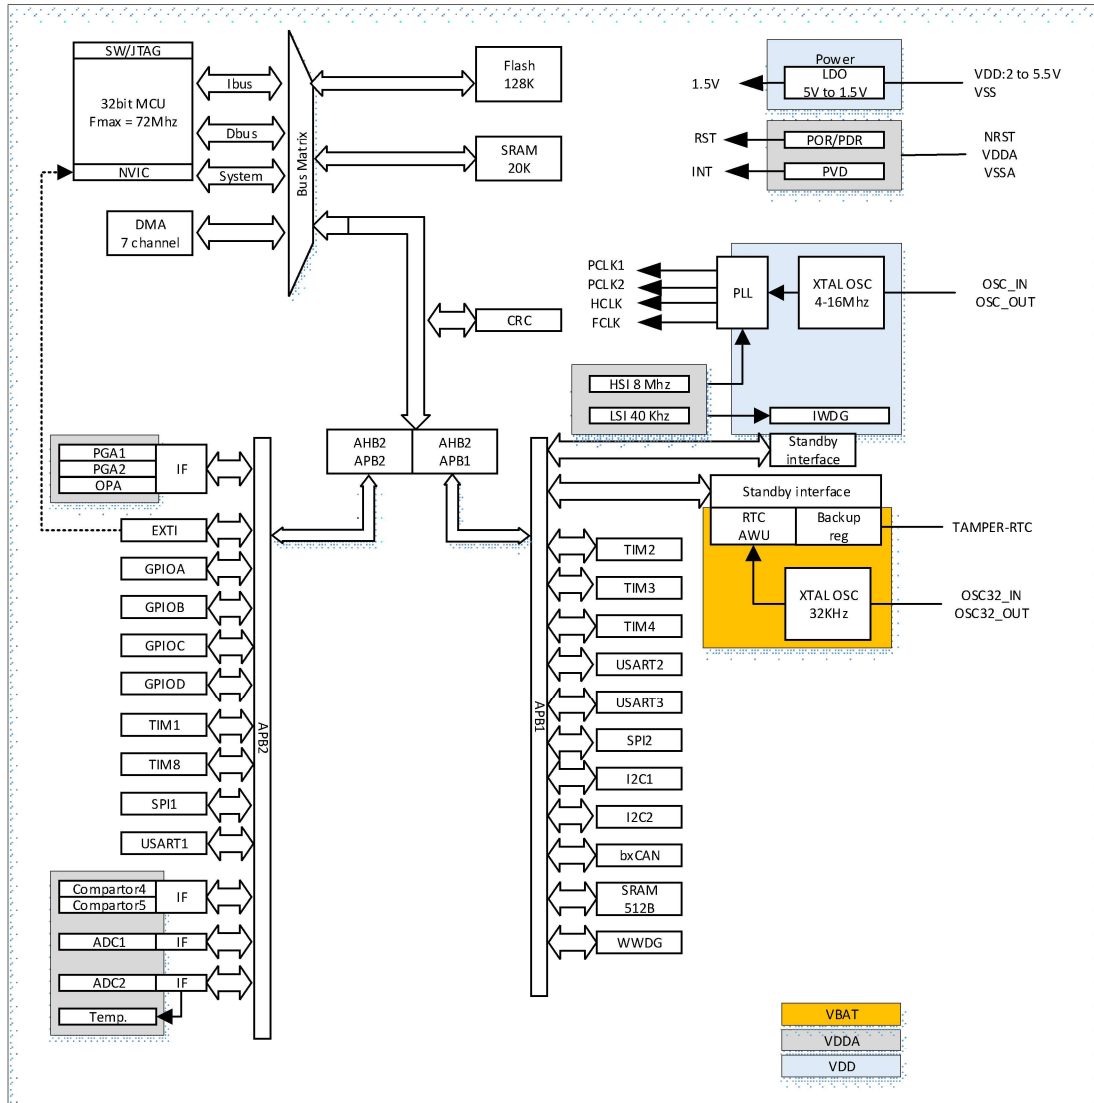 SW/JTAG
32bit MCU
Fmax = 72Mhz
NVIC
DMA
7 channel
Ibus
Dbus
System
Bus Matrix
Flash
128K
SRAM
20K
CRC
1.5V
Power
LDO
5V to 1.5V
VDD:2 to 5.5V
VSS
RST
POR/PDR
INT
PVD
NRST
VDDA
VSSA
PCLK1
PCLK2
HCLK
FCLK
PLL
XTAL OSC
4-16Mhz
OSC_IN
OSC_OUT
HSI 8 Mhz
LSI 40 Khz
IWDG
Standby
interface
Standby interface
RTC
AWU
Backup
reg
TAMPER-RTC
XTAL OSC
32KHz
OSC32_IN
OSC32_OUT
AHB2
APB2
AHB2
APB1
PGA1
PGA2
OPA
IF
EXTI
GPIOA
GPIOB
GPIOC
GPIOD
TIM1
TIM8
SPI1
USART1
Compartor4
Compartor5
IF
ADC1
IF
ADC2
IF
Temp.
APB2
APB1
TIM2
TIM3
TIM4
USART2
USART3
SPI2
I2C1
I2C2
bxCAN
SRAM
512B
WWDG
VBAT
VDDA
VDD